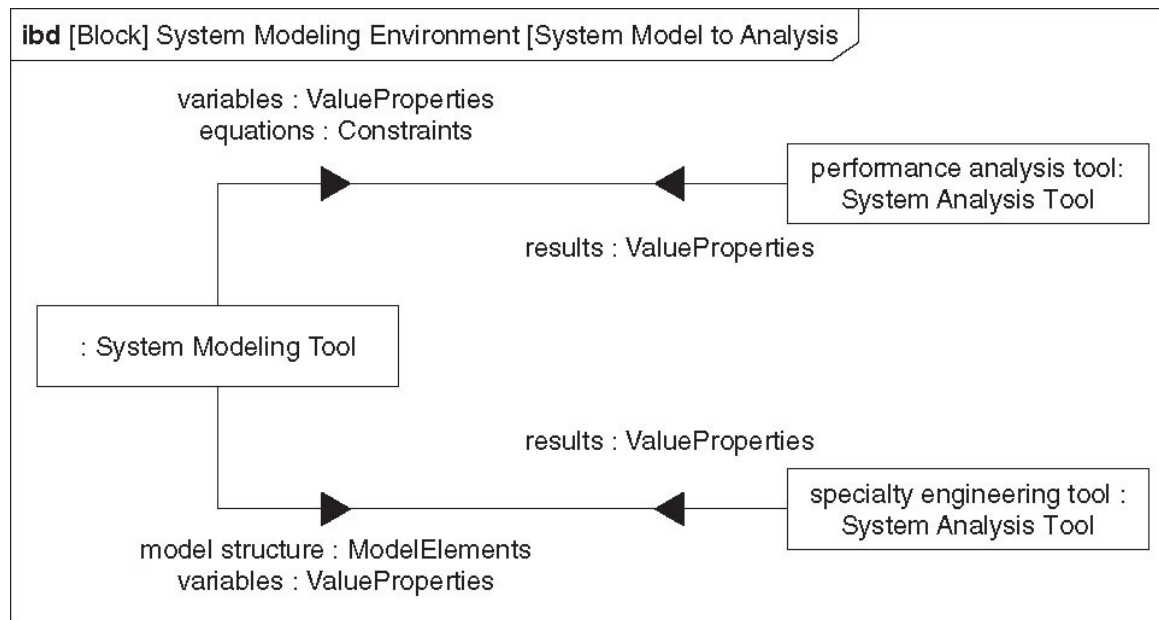 ibd [Block] System Modeling Environment [System Model to Analysis
variables : ValueProperties
equations : Constraints
performance analysis tool:
System Analysis Tool
results : ValueProperties
: System Modeling Tool
results : ValueProperties
specialty engineering tool :
System Analysis Tool
model structure : ModelElements
variables : ValueProperties